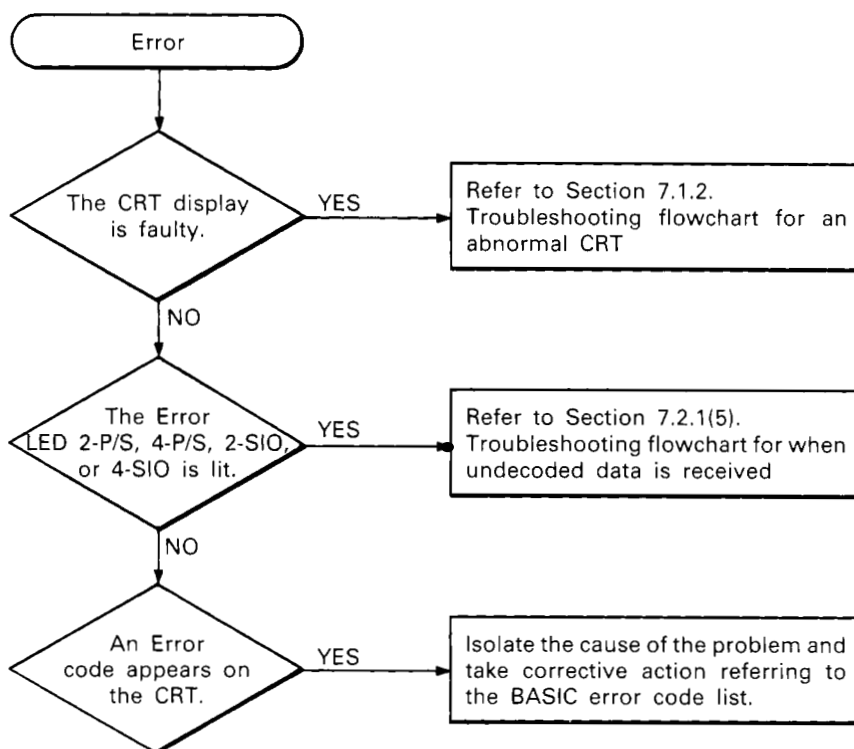 Error
The CRT display
is faulty.
YES
Refer to Section 7.1.2.
Troubleshooting flowchart for an
abnormal CRT
NO
The Error
LED 2-P/S, 4-P/S, 2-SIO,
or 4-SIO is lit.
YES
Refer to Section 7.2.1(5).
Troubleshooting flowchart for when
undecoded data is received
NO
An Error
code appears on
the CRT.
YES
Isolate the cause of the problem and
take corrective action referring to
the BASIC error code list.